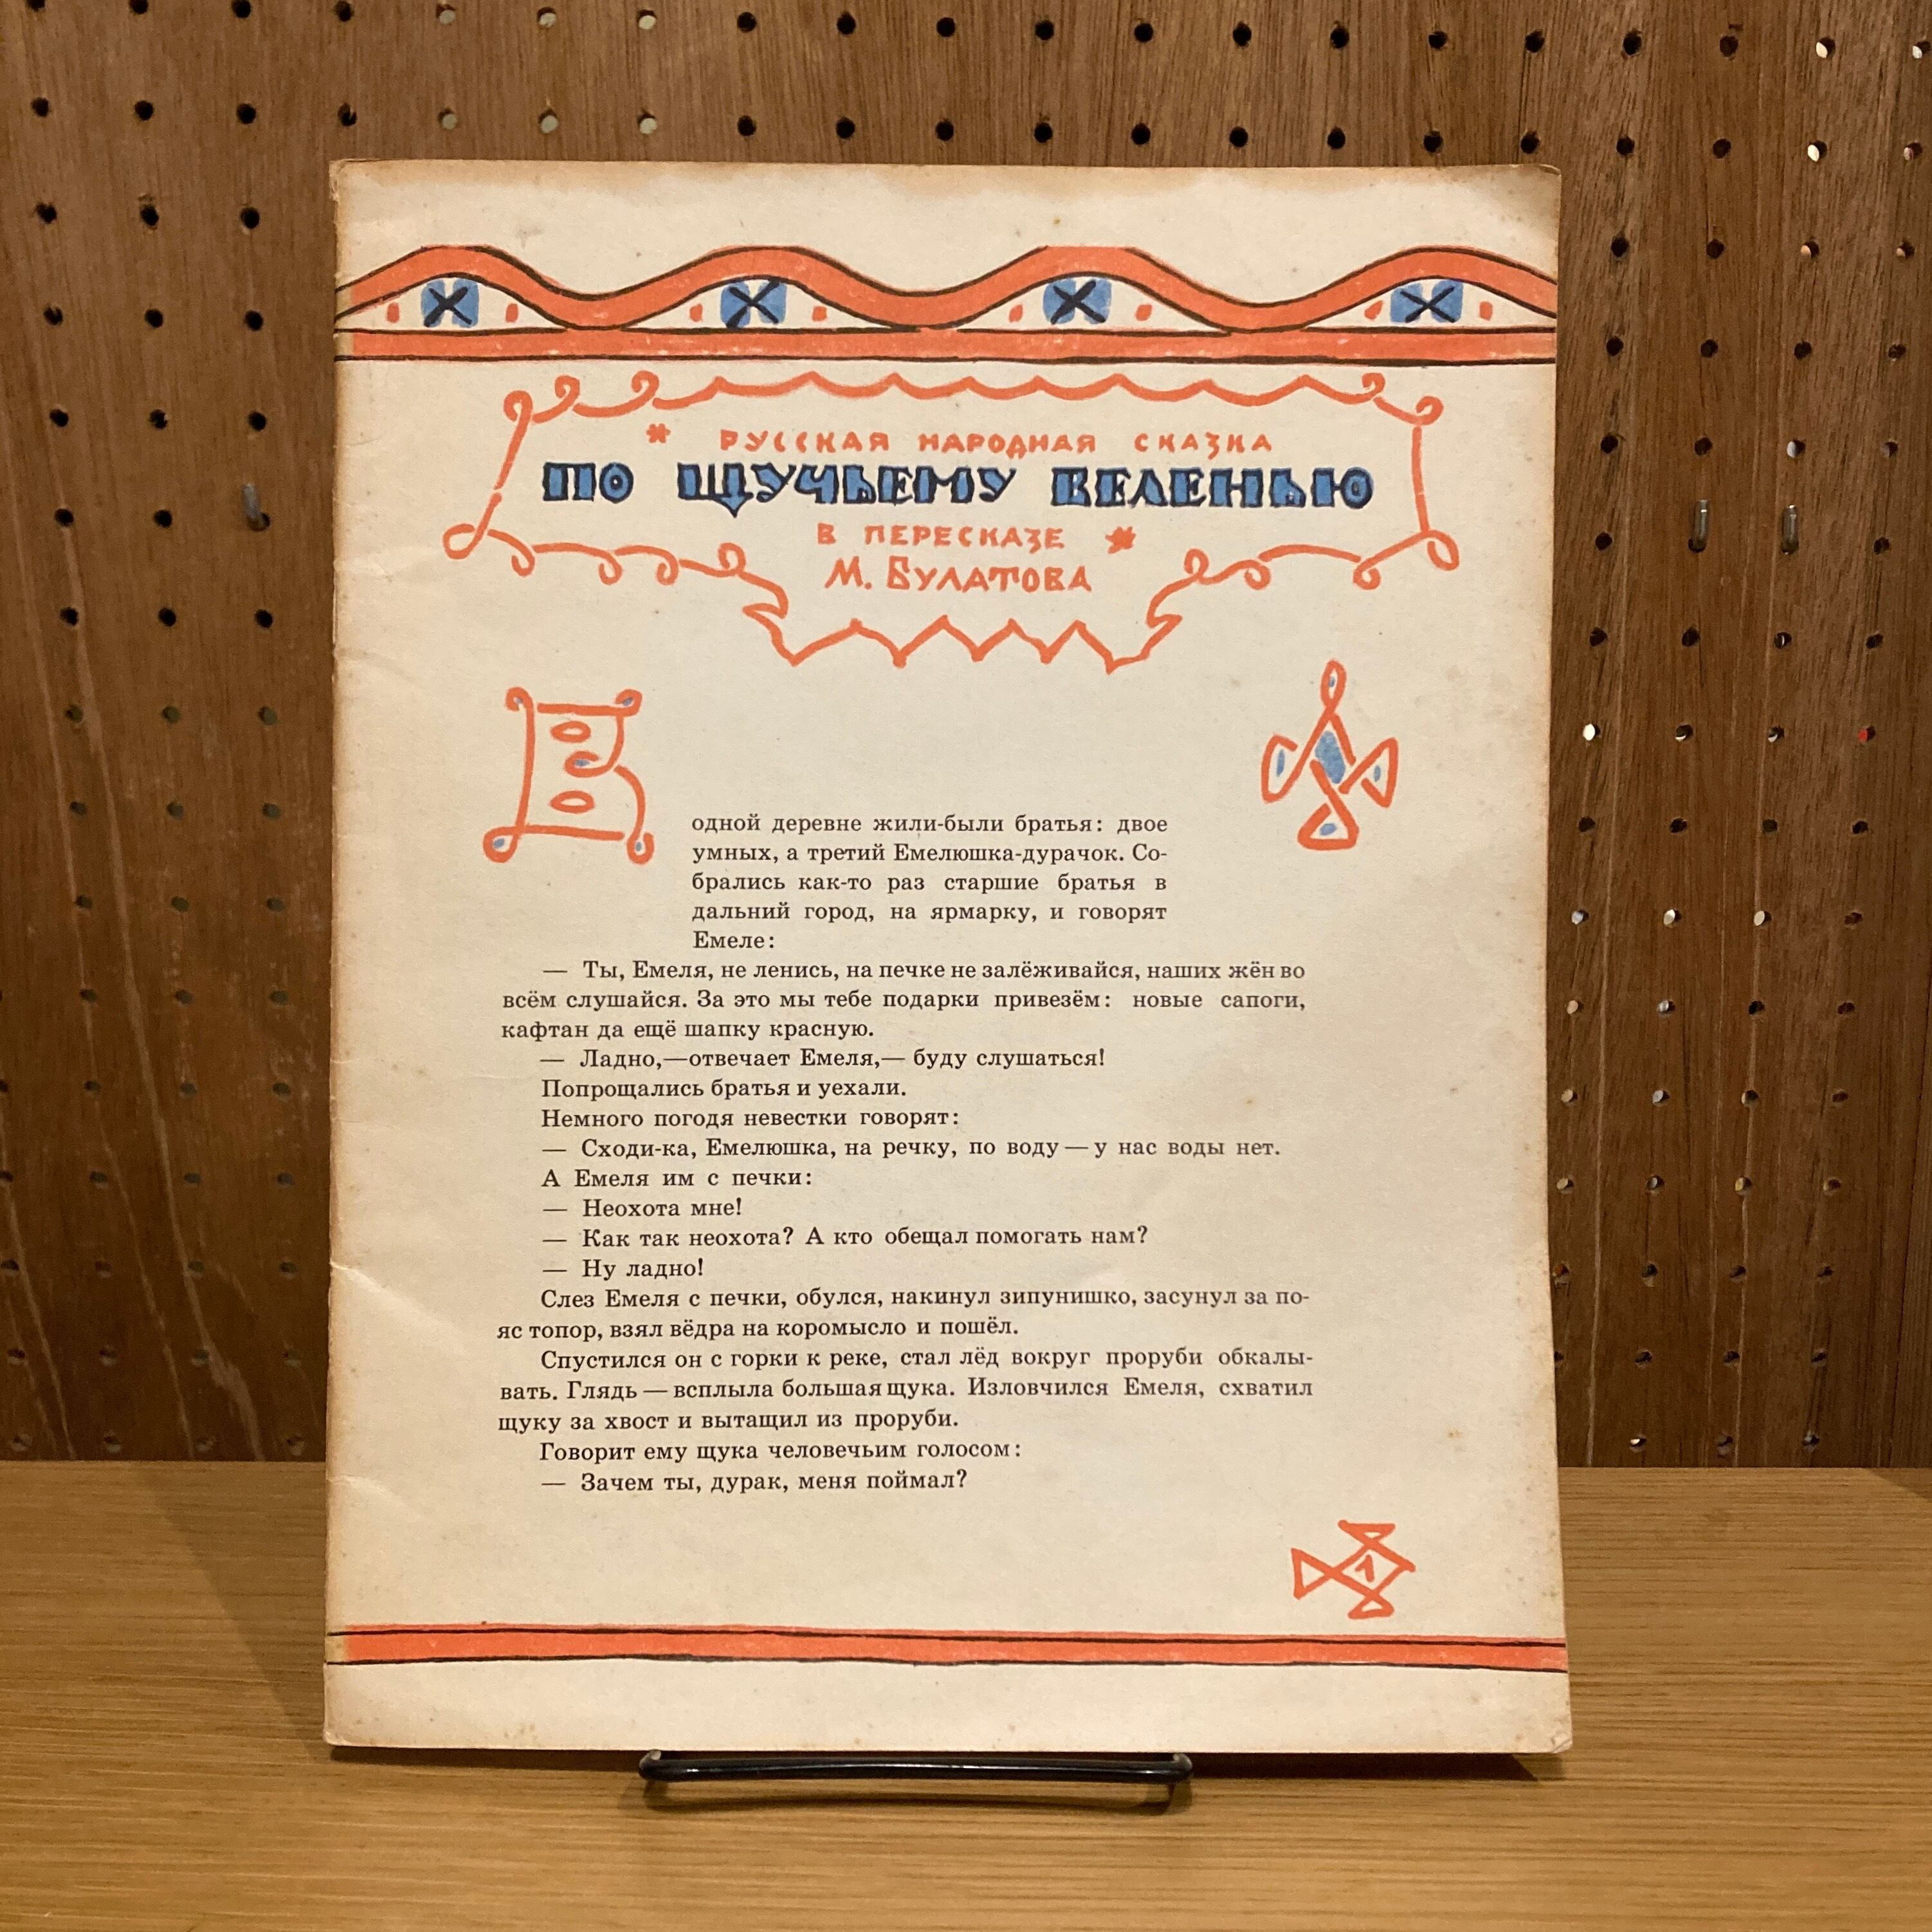 * РУССКАЯ НАРОДНАЯ СКАЗКА
ПО ЩУЧЬЕМУ ВЕЛЕНЬЮ
В ПЕРЕСКАЗЕ *
М. БУЛАТОВА
В
одной деревне жили-были братья: двое
умных, а третий Емелюшка-дурачок. Со-
брались как-то раз старшие братья в
дальний город, на ярмарку, и говорят
Емеле:
— Ты, Емеля, не ленись, на печке не залёживайся, наших жён во
всём слушайся. За это мы тебе подарки привезём: новые сапоги,
кафтан да ещё шапку красную.
— Ладно,—отвечает Емеля,— буду слушаться!
Попрощались братья и уехали.
Немного погодя невестки говорят:
— Сходи-ка, Емелюшка, на речку, по воду — у нас воды нет.
А Емеля им с печки:
— Неохота мне!
— Как так неохота? А кто обещал помогать нам?
— Ну ладно!
Слез Емеля с печки, обулся, накинул зипунишко, засунул за по-
яс топор, взял вёдра на коромысло и пошёл.
Спустился он с горки к реке, стал лёд вокруг проруби обкалы-
вать. Глядь — всплыла большая щука. Изловчился Емеля, схватил
щуку за хвост и вытащил из проруби.
Говорит ему щука человечьим голосом:
— Зачем ты, дурак, меня поймал?
1